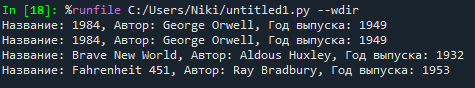 In [18]: %runfile C:/Users/Niki/untitled1.py --wdir
Название: 1984, Автор: George Orwell, Год выпуска: 1949
Название: 1984, Автор: George Orwell, Год выпуска: 1949
Название: Brave New World, Автор: Aldous Huxley, Год выпуска: 1932
Название: Fahrenheit 451, Автор: Ray Bradbury, Год выпуска: 1953